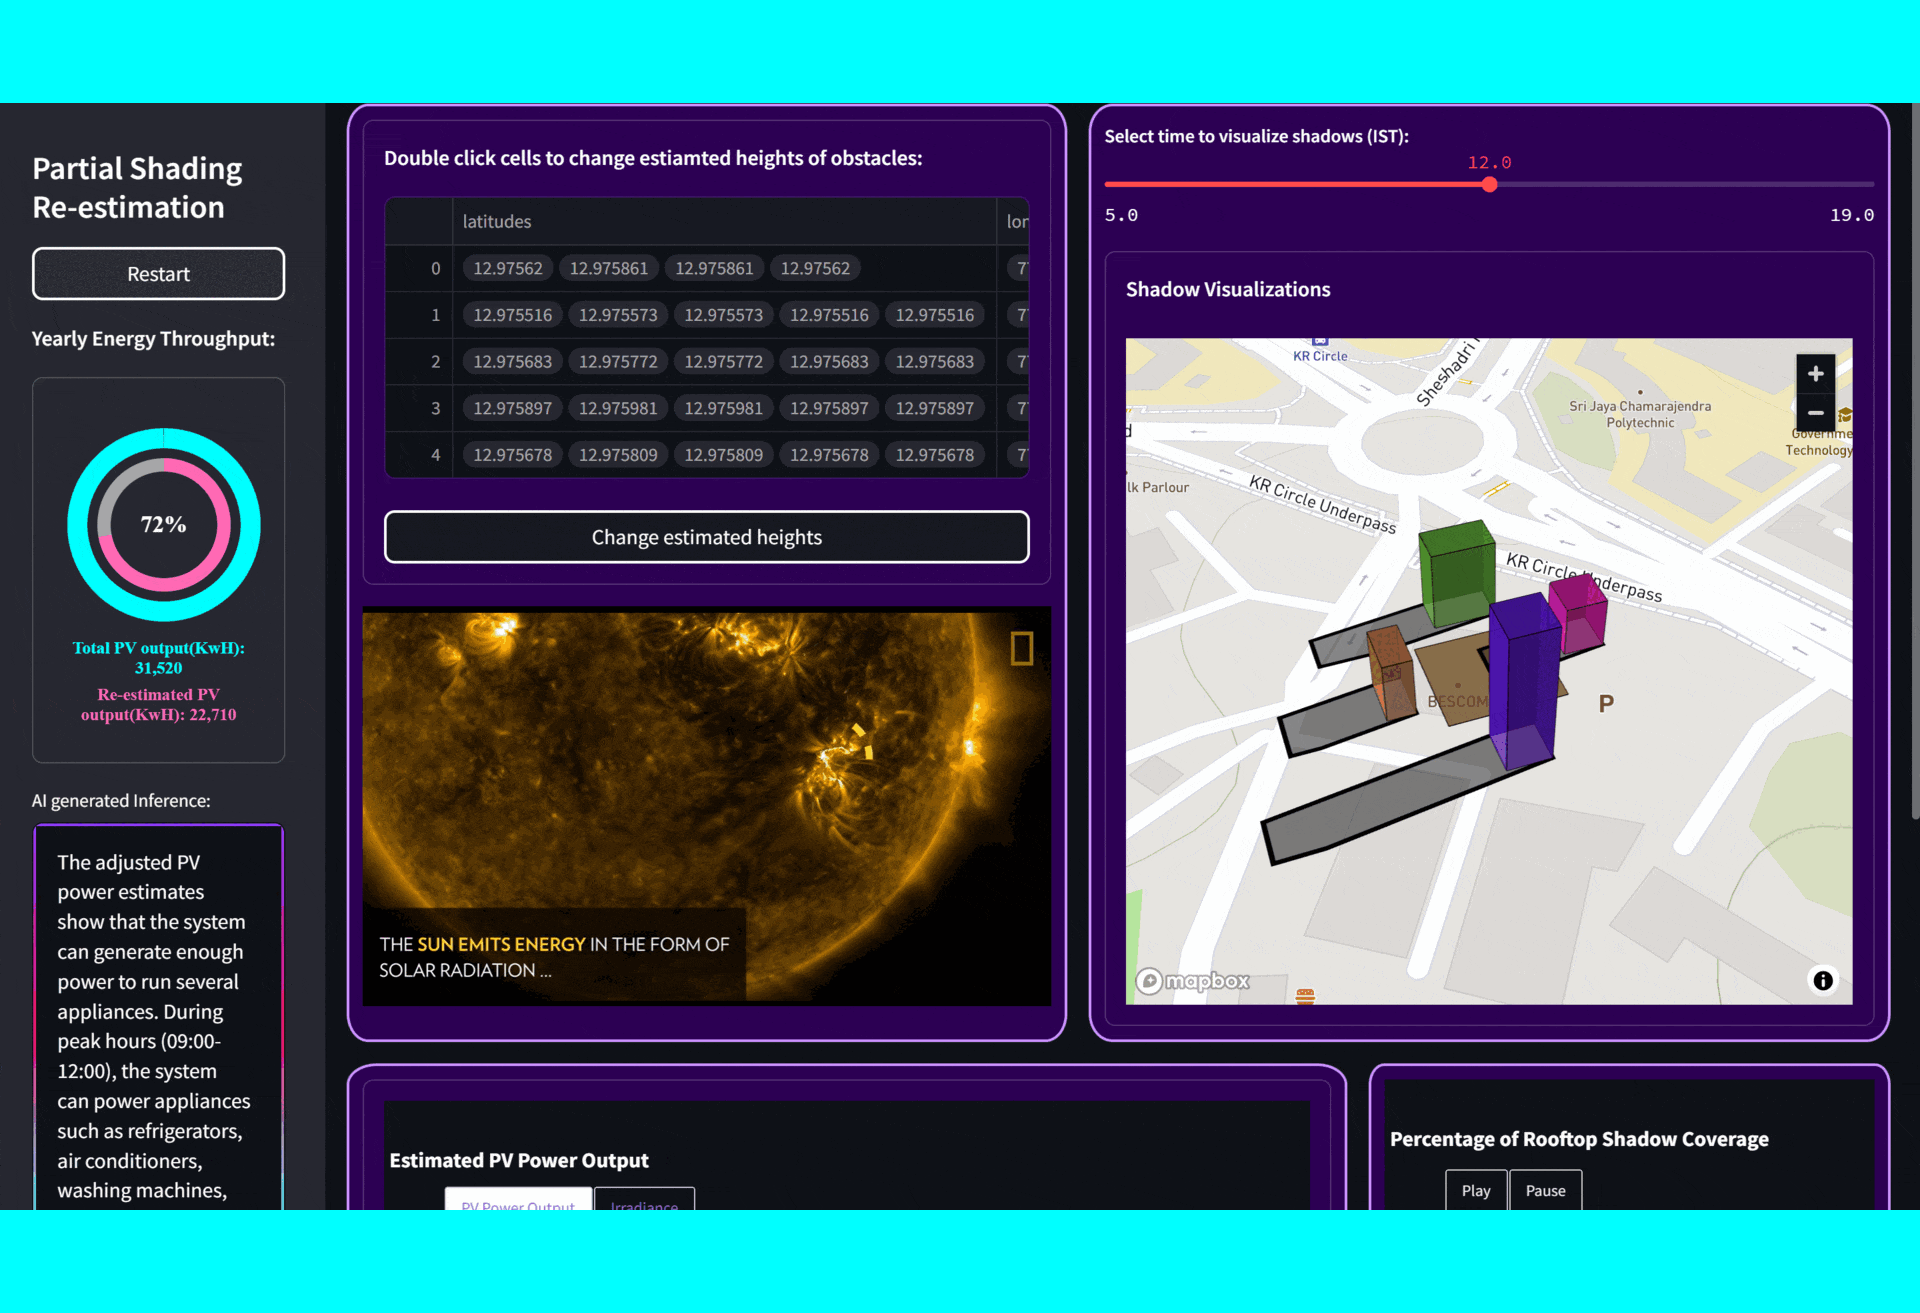 Partial Shading
Re-estimation
Restart
Yearly Energy Throughput:
72%
Total PV output(KwH):
31,520
Re-estimated PV
output(KwH): 22,710
AI generated Inference:
The adjusted PV
power estimates
show that the system
can generate enough
power to run several
appliances. During
peak hours (09:00-
12:00), the system
can power appliances
such as refrigerators,
air conditioners,
washing machines,
Double click cells to change estiamted heights of obstacles:
latitudes lor
0 12.97562 12.975861 12.975861 12.97562 7
1 12.975516 12.975573 12.975573 12.975516 12.975516 7
2 12.975683 12.975772 12.975772 12.975683 12.975683 7
3 12.975897 12.975981 12.975981 12.975897 12.975897 7
4 12.975678 12.975809 12.975809 12.975678 12.975678 7
Change estimated heights
THE SUN EMITS ENERGY IN THE FORM OF
SOLAR RADIATION ...
Select time to visualize shadows (IST):
12.0
5.0 19.0
Shadow Visualizations
KR Circle
Sheshadri
Sri Jaya Chamarajendra
Polytechnic
Governme
Technology
d
lk Parlour
KR Circle Underpass
KR Circle Underpass
BESCOM
P
mapbox
Estimated PV Power Output
PV Power Output Irradiance
Percentage of Rooftop Shadow Coverage
Play Pause